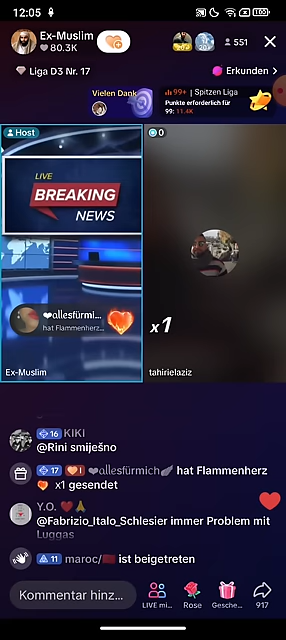 12:05
100
Ex-Muslim
80.3K
551
Liga D3 Nr. 17
Erkunden >
Vielen Dank
99+ | Spitzen Liga
Punkte erforderlich für
99: 11.4K
Host
0
LIVE
BREAKING
NEWS
❤allesfürmi...
hat Flammenherz...
x1
Ex-Muslim
tahirielaziz
16 KIKI
@Rini smiješno
17 I ❤allesfürmich hat Flammenherz
x1 gesendet
Y.O. ❤️🙏
@Fabrizio_Italo_Schlesier immer Problem mit
Luggas
11 maroc/🇲🇦 ist beigetreten
Kommentar hinz...
LIVE mi...
Rose
Gesche...
917